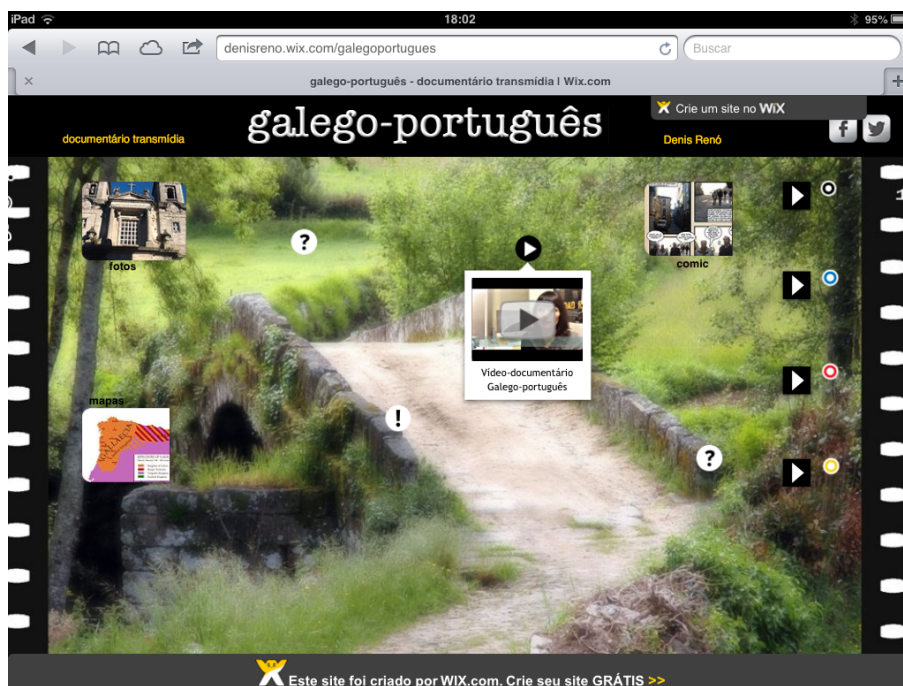 iPad
18:02
95%
denisreno.wix.com/galegoportugues
Buscar
galego-português - documentário transmídia | Wix.com
Crie um site no WiX
documentário transmídia
galego-português
Denis Renó
fotos
comic
Vídeo-documentário
Galego-português
mapas
Este site foi criado por WIX.com. Crie seu site GRÁTIS >>